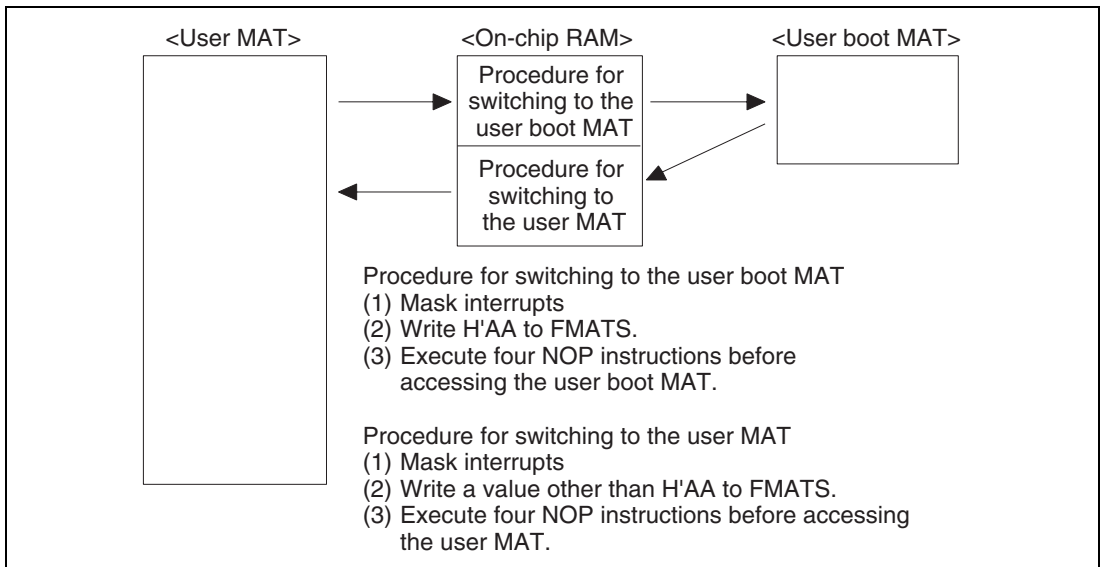 <User MAT>
<On-chip RAM>
<User boot MAT>
Procedure for
switching to the
user boot MAT
Procedure for
switching to
the user MAT
Procedure for switching to the user boot MAT
(1) Mask interrupts
(2) Write H'AA to FMATS.
(3) Execute four NOP instructions before
accessing the user boot MAT.
Procedure for switching to the user MAT
(1) Mask interrupts
(2) Write a value other than H'AA to FMATS.
(3) Execute four NOP instructions before accessing
the user MAT.